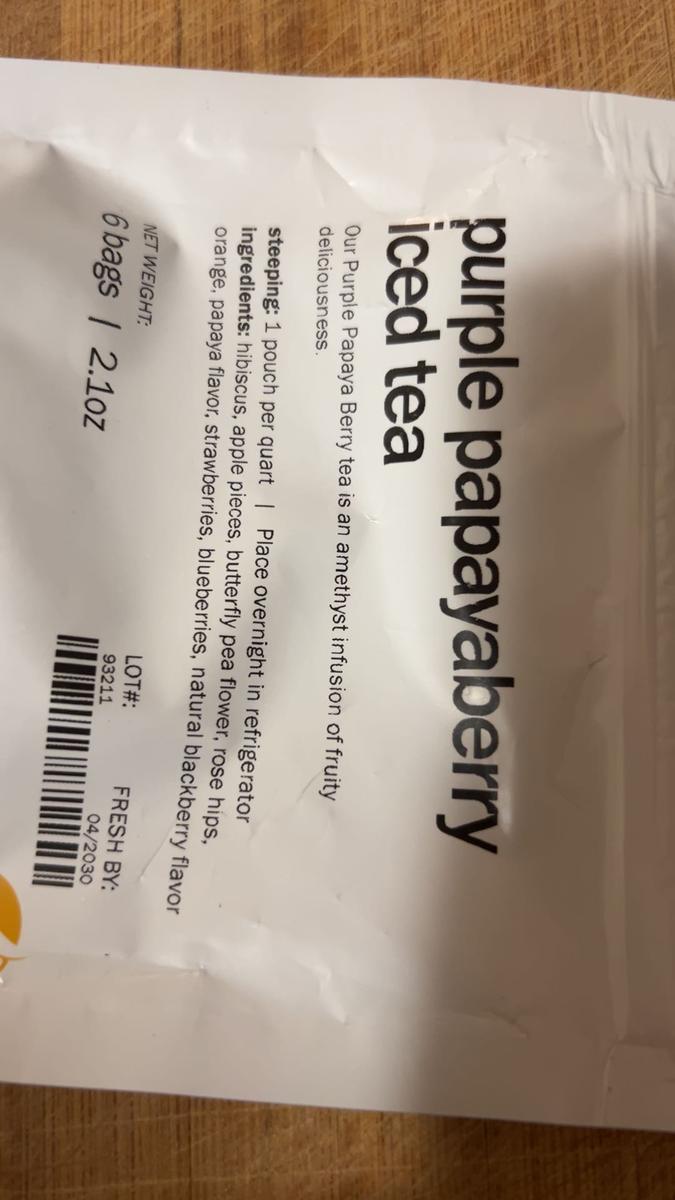 purple papayaberry
iced tea
Our Purple Papaya Berry tea is an amethyst infusion of fruity
deliciousness.
steeping: 1 pouch per quart | Place overnight in refrigerator
ingredients: hibiscus, apple pieces, butterfly pea flower, rose hips,
orange, papaya flavor, strawberries, blueberries, natural blackberry flavor
NET WEIGHT:
6 bags | 2.1oz
LOT#: FRESH BY:
93211 04/2030